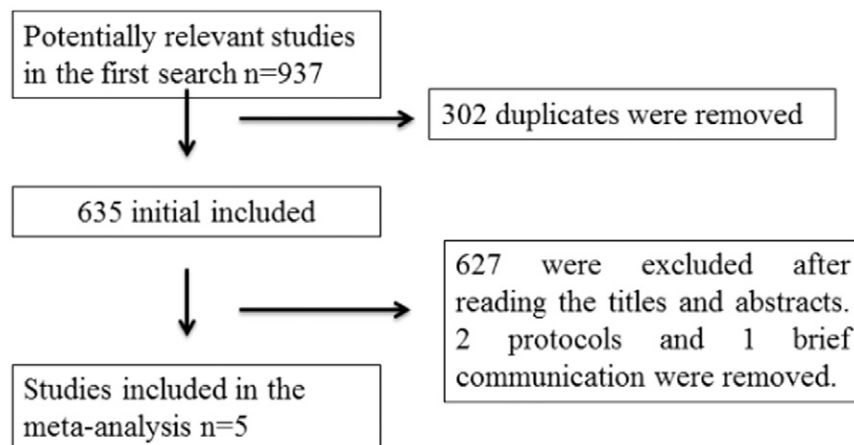 Potentially relevant studies
in the first search n=937
302 duplicates were removed
635 initial included
627 were excluded after
reading the titles and abstracts.
2 protocols and 1 brief
communication were removed.
Studies included in the
meta-analysis n=5